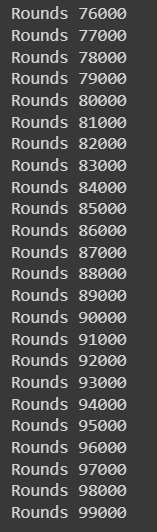 Rounds 76000
Rounds 77000
Rounds 78000
Rounds 79000
Rounds 80000
Rounds 81000
Rounds 82000
Rounds 83000
Rounds 84000
Rounds 85000
Rounds 86000
Rounds 87000
Rounds 88000
Rounds 89000
Rounds 90000
Rounds 91000
Rounds 92000
Rounds 93000
Rounds 94000
Rounds 95000
Rounds 96000
Rounds 97000
Rounds 98000
Rounds 99000